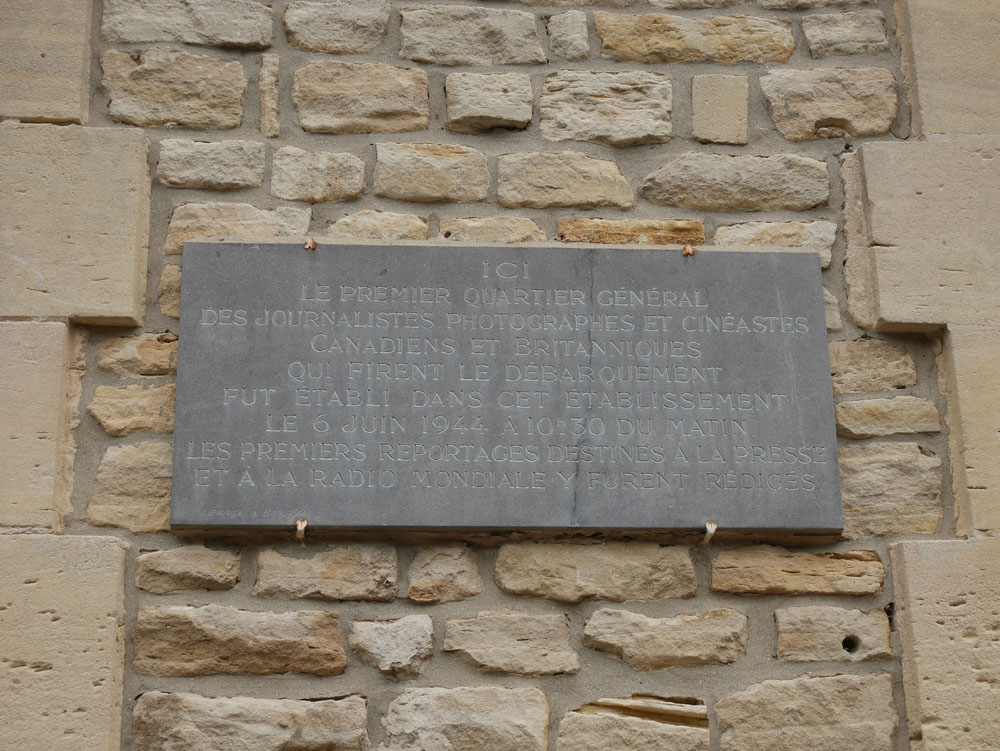 ICI
LE PREMIER QUARTIER GÉNÉRAL
DES JOURNALISTES PHOTOGRAPHES ET CINÉASTES
CANADIENS ET BRITANNIQUES
QUI FIRENT LE DÉBARQUEMENT
FUT ÉTABLI DANS CET ÉTABLISSEMENT
LE 6 JUIN 1944 A 10H30 DU MATIN
LES PREMIERS REPORTAGES DESTINÉS À LA PRESSE
ET À LA RADIO MONDIALE Y FURENT RÉDIGÉS.